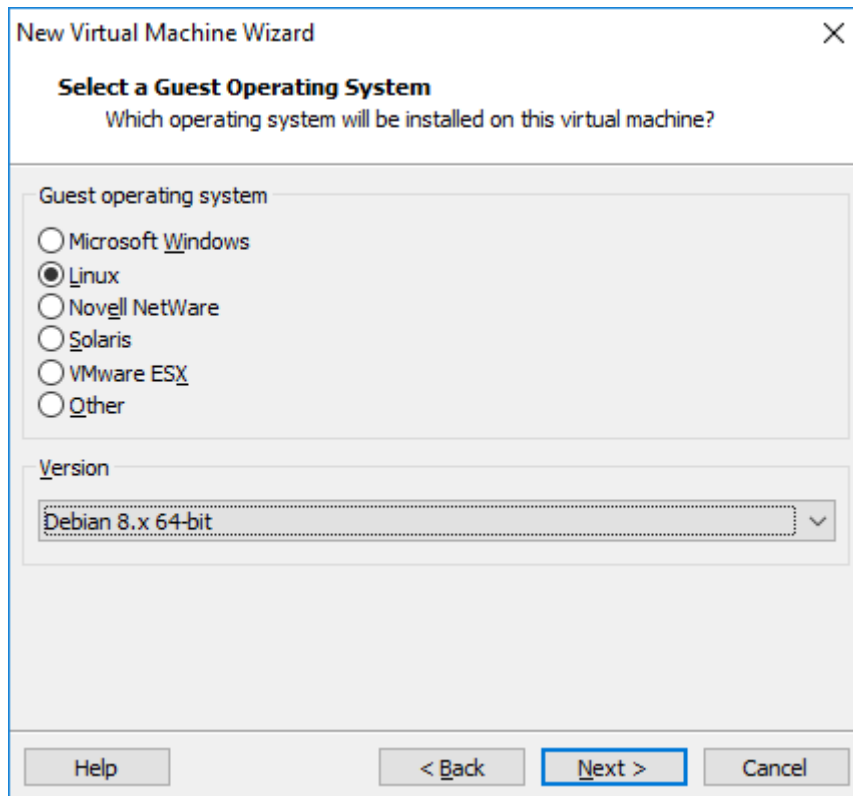 New Virtual Machine Wizard
Select a Guest Operating System
Which operating system will be installed on this virtual machine?
Guest operating system
Microsoft Windows
Linux
Novell NetWare
Solaris
VMware ESX
Other
Version
Debian 8.x 64-bit
Help
< Back
Next >
Cancel